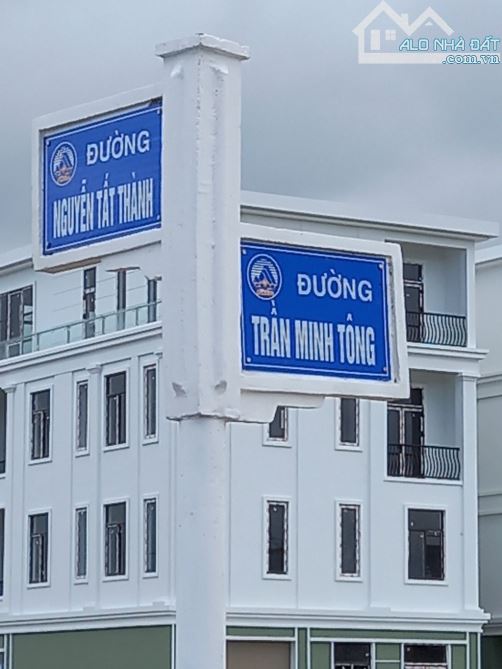 ALO NHÀ ĐẤT
.com.vn
ĐƯỜNG
NGUYỄN TẤT THÀNH
ĐƯỜNG
TRẦN MINH TÔNG